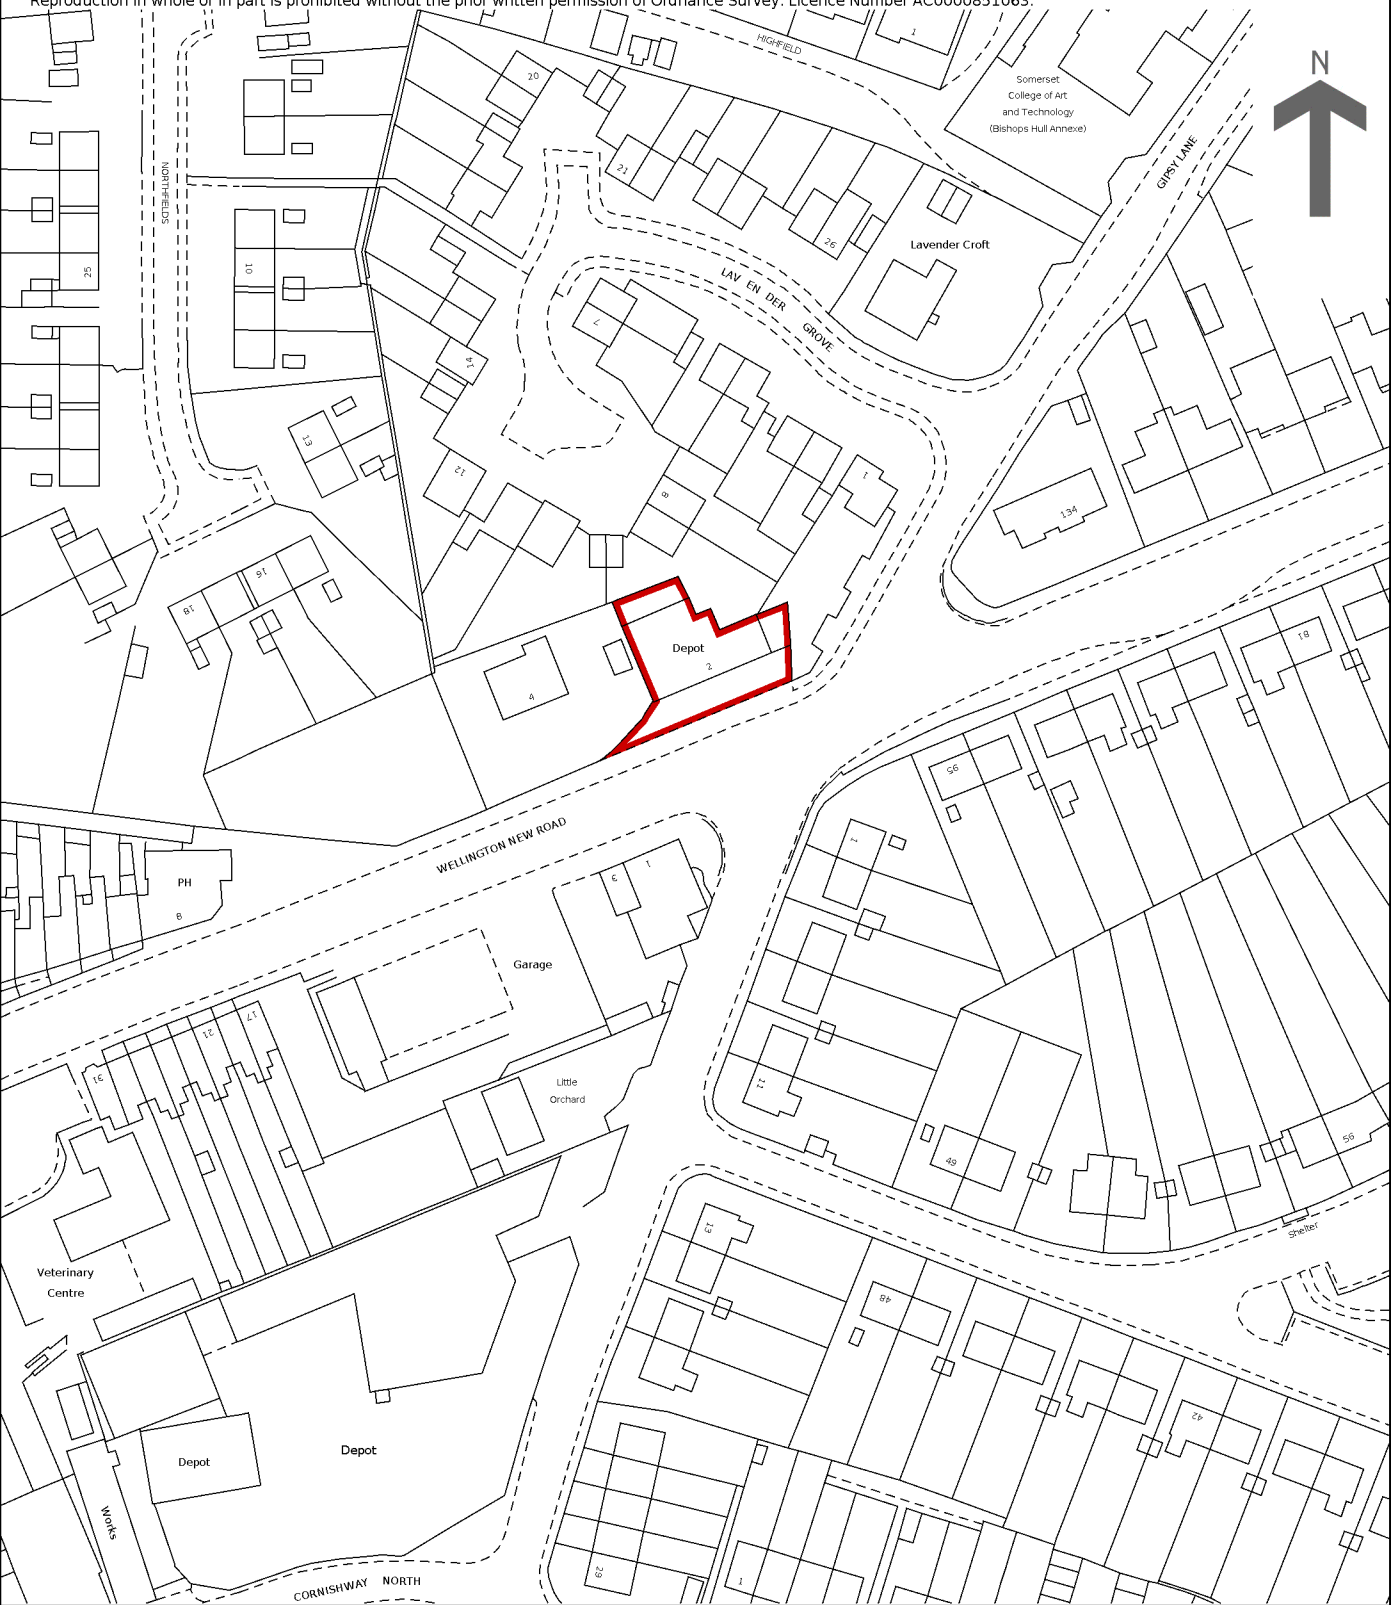 Reproduction in whole or in part is prohibited without the prior written permission of Ordnance Survey. Licence Number AC0000851063.
HIGHFIELD
1
N
20
Somerset
College of Art
and Technology
(Bishops Hull Annexe)
GIPSY LANE
NORTHFIELDS
21
26
Lavender Croft
25
10
LAV EN DER
GROVE
7
14
13
12
8
1
134
16
18
Depot
2
4
81
95
WELLINGTON NEW ROAD
1
3
1
PH
8
Garage
17
21
31
Little
Orchard
11
49
56
Shelter
13
Veterinary
Centre
48
42
Depot
Depot
Works
29
1
CORNISHWAY NORTH